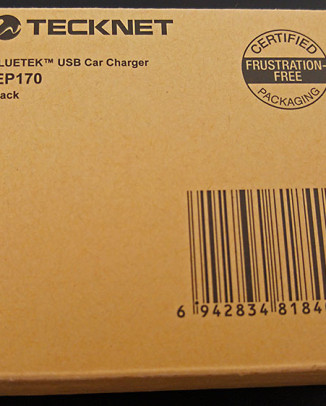 TECKNET
LUETEK™ USB Car Charger
EP170
ack
CERTIFIED
FRUSTRATION-
FREE
PACKAGING
6 942834 8184